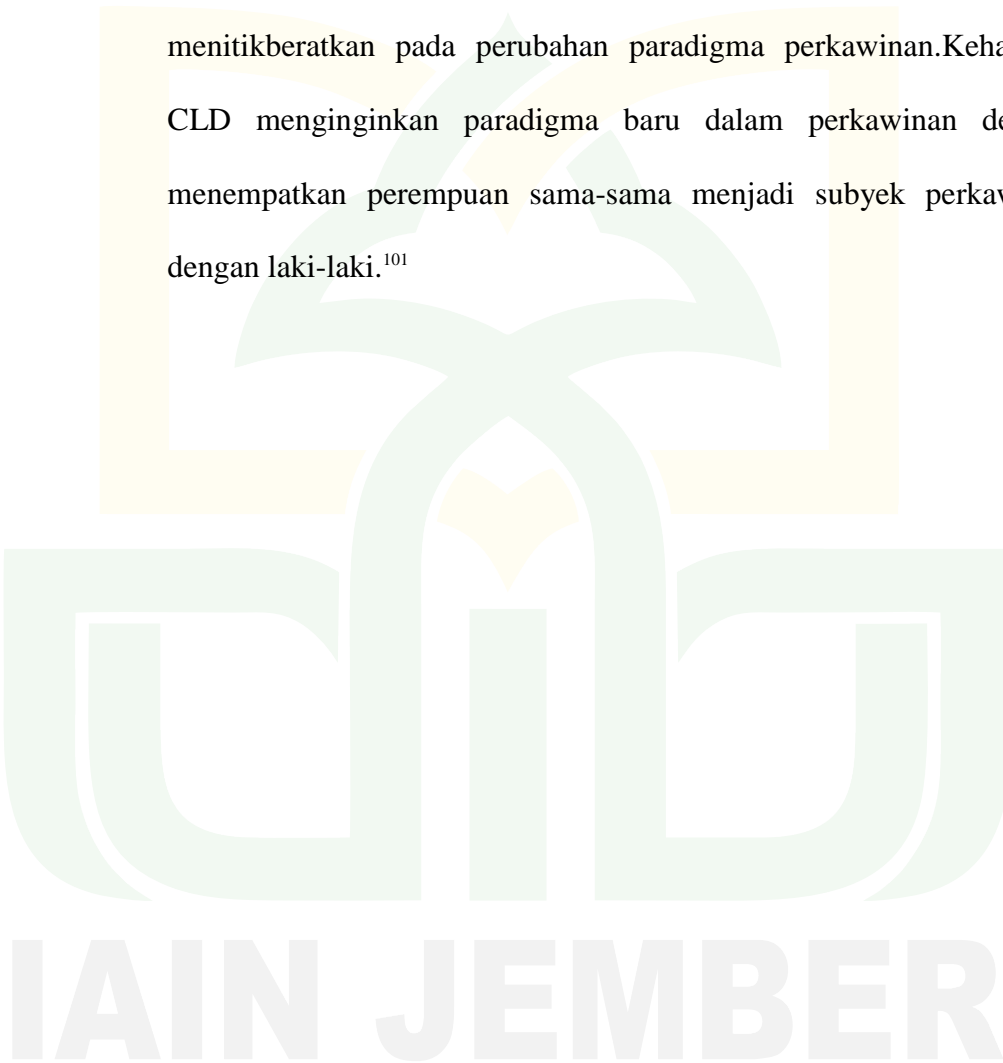 menitikberatkan pada perubahan paradigma perkawinan.Keha
CLD menginginkan paradigma baru dalam perkawinan de
menempatkan perempuan sama-sama menjadi subyek perkaw
dengan laki-laki.101
IAIN JEMBER